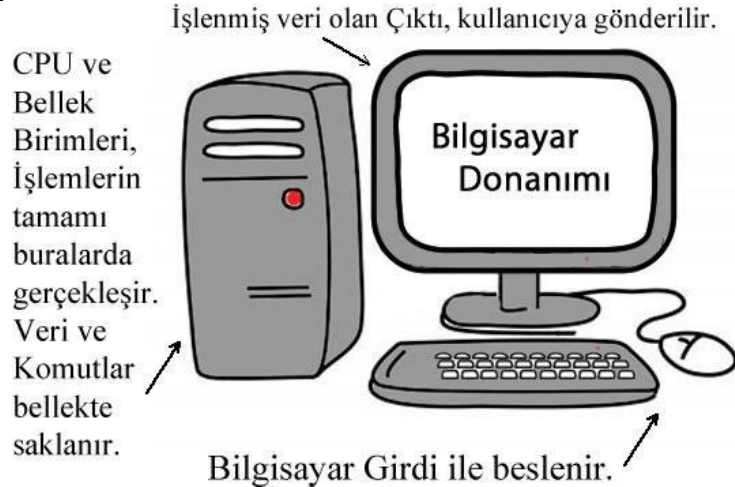 İşlenmiş veri olan Çıktı, kullanıcıya gönderilir.
CPU ve
Bellek
Birimleri,
İşlemlerin
tamamı
buralarda
gerçekleşir.
Veri ve
Komutlar
bellekte
saklanır.
Bilgisayar
Donanımı
Bilgisayar Girdi ile beslenir.